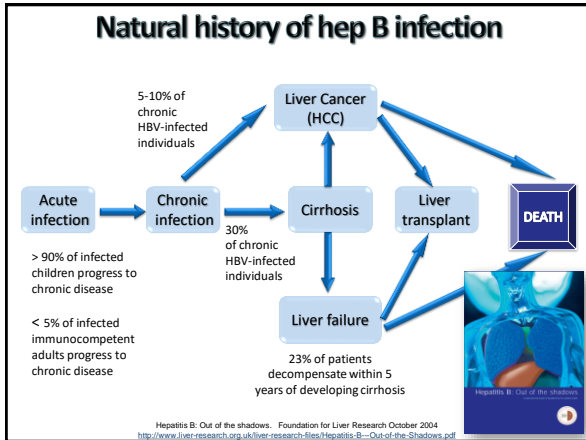 Natural history of hep B infection
5-10% of
chronic
HBV-infected
individuals
Liver Cancer
(HCC)
Acute
infection
Chronic
infection
Cirrhosis
Liver
transplant
DEATH
30%
of chronic
HBV-infected
individuals
> 90% of infected
children progress to
chronic disease
< 5% of infected
immunocompetent
adults progress to
chronic disease
Liver failure
23% of patients
decompensate within 5
years of developing cirrhosis
Hepatitis B: Out of the shadows
Hepatitis B: Out of the shadows. Foundation for Liver Research October 2004
http://www.liver-research.org.uk/liver-research-files/Hepatitis-B---Out-of-the-Shadows.pdf